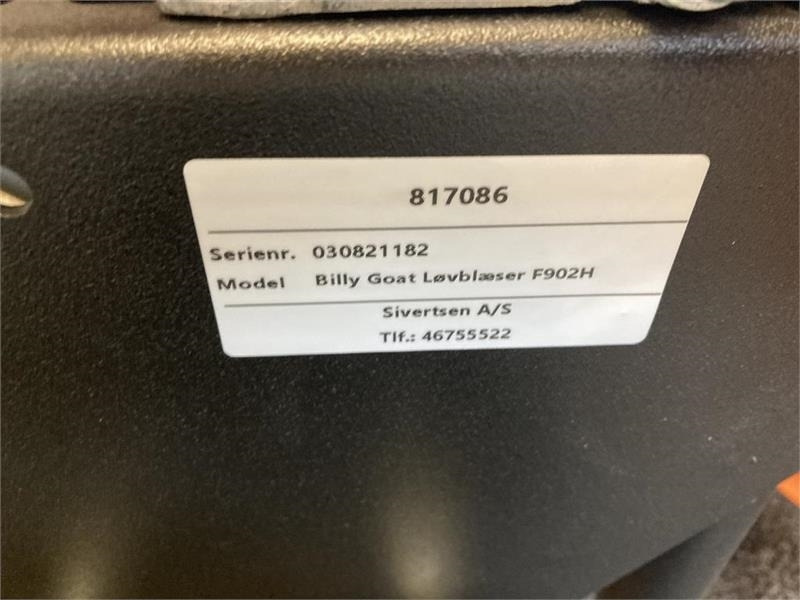 817086
Serienr. 030821182
Model Billy Goat Løvblæser F902H
Sivertsen A/S
Tlf.: 46755522